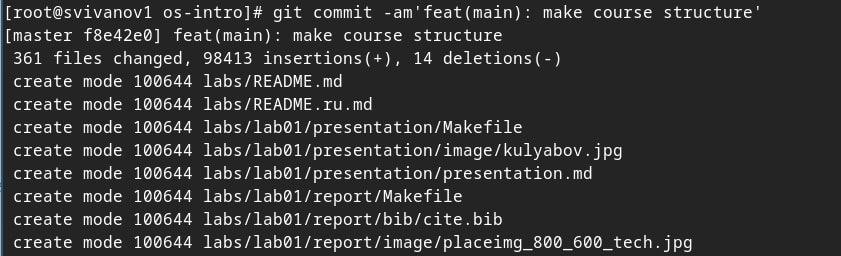 [root@svivanov1 os-intro]# git commit -am'feat(main): make course structure'
[master f8e42e0] feat(main): make course structure
 361 files changed, 98413 insertions(+), 14 deletions(-)
 create mode 100644 labs/README.md
 create mode 100644 labs/README.ru.md
 create mode 100644 labs/lab01/presentation/Makefile
 create mode 100644 labs/lab01/presentation/image/kulyabov.jpg
 create mode 100644 labs/lab01/presentation/presentation.md
 create mode 100644 labs/lab01/report/Makefile
 create mode 100644 labs/lab01/report/bib/cite.bib
 create mode 100644 labs/lab01/report/image/placeimg_800_600_tech.jpg